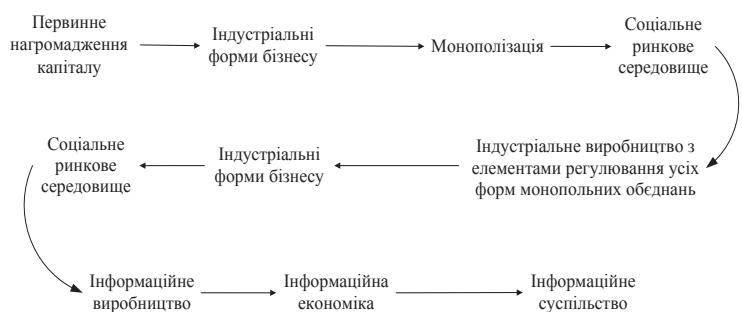 Первинне
нагромадження
капіталу
Індустріальні
форми бізнесу
Монополізація
Соціальне
ринкове
середовище
Індустріальне виробництво з
елементами регулювання усіх
форм монопольних обєднань
Індустріальні
форми бізнесу
Соціальне
ринкове
середовище
Інформаційне
виробництво
Інформаційна
економіка
Інформаційне
суспільство